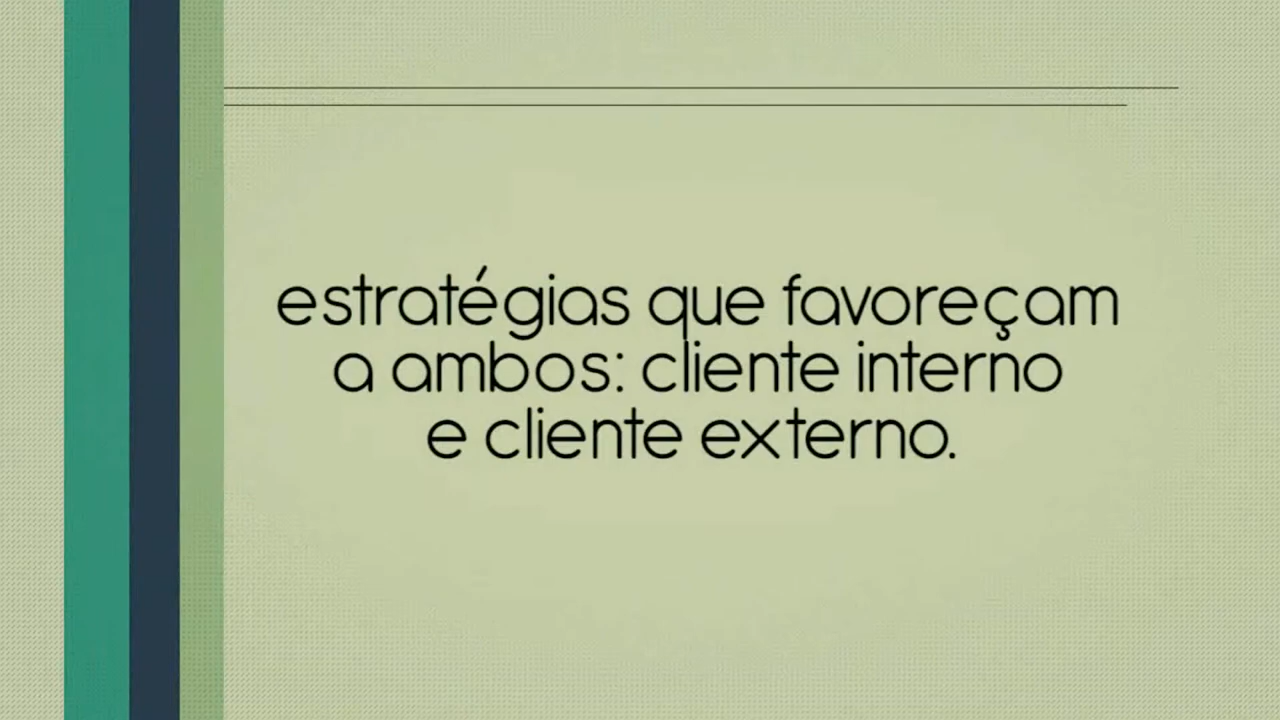 estratégias que favoreçam
a ambos: cliente interno
e cliente externo.